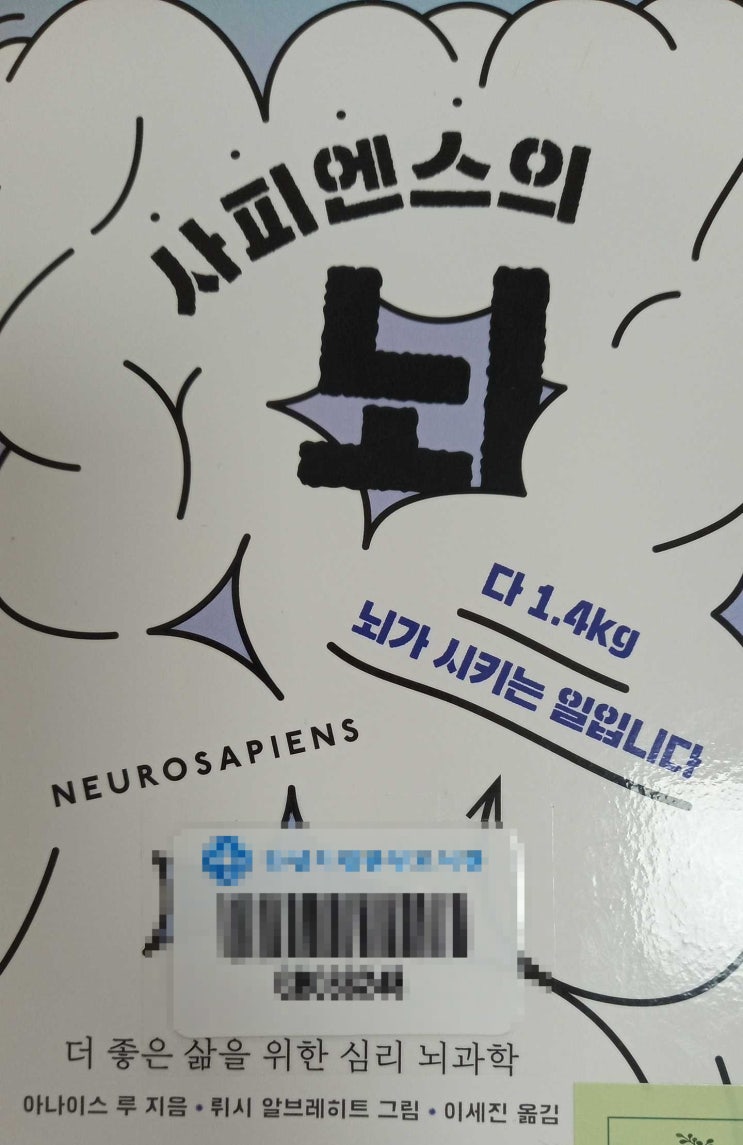 사피엔스의
뇌
다 1.4kg
뇌가 시키는 일입니다
NEUROSAPIENS
더 좋은 삶을 위한 심리 뇌과학
아나이스 루 지음 • 뤼시 알브레히트 그림 • 이세진 옮김